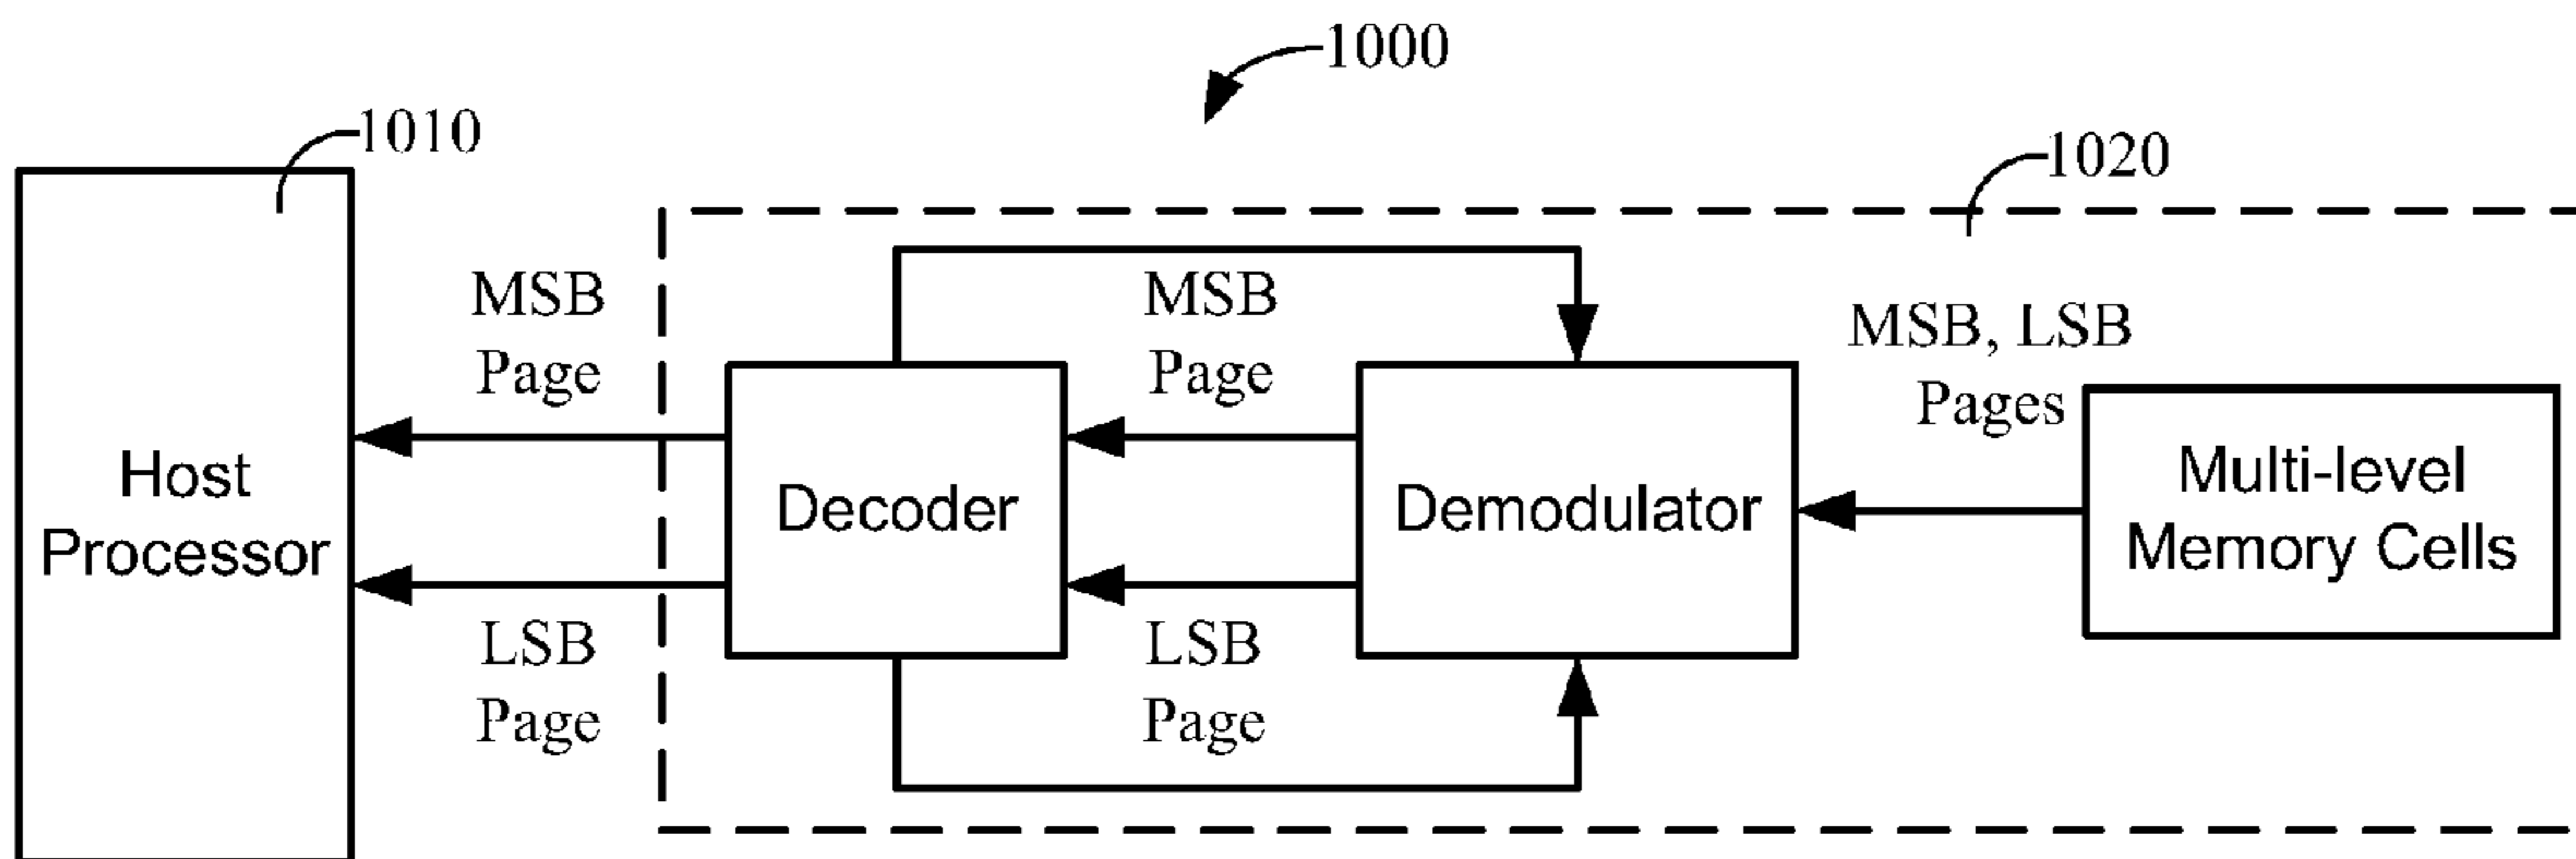 1000
1010
1020
MSB
Page
MSB
Page
MSB, LSB
Pages
Host
Processor
Decoder
Demodulator
Multi-level
Memory Cells
LSB
Page
LSB
Page